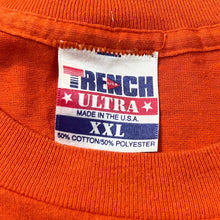 TRENCH
ULTRA
MADE IN THE U.S.A.
XXL
50% COTTON/50% POLYESTER